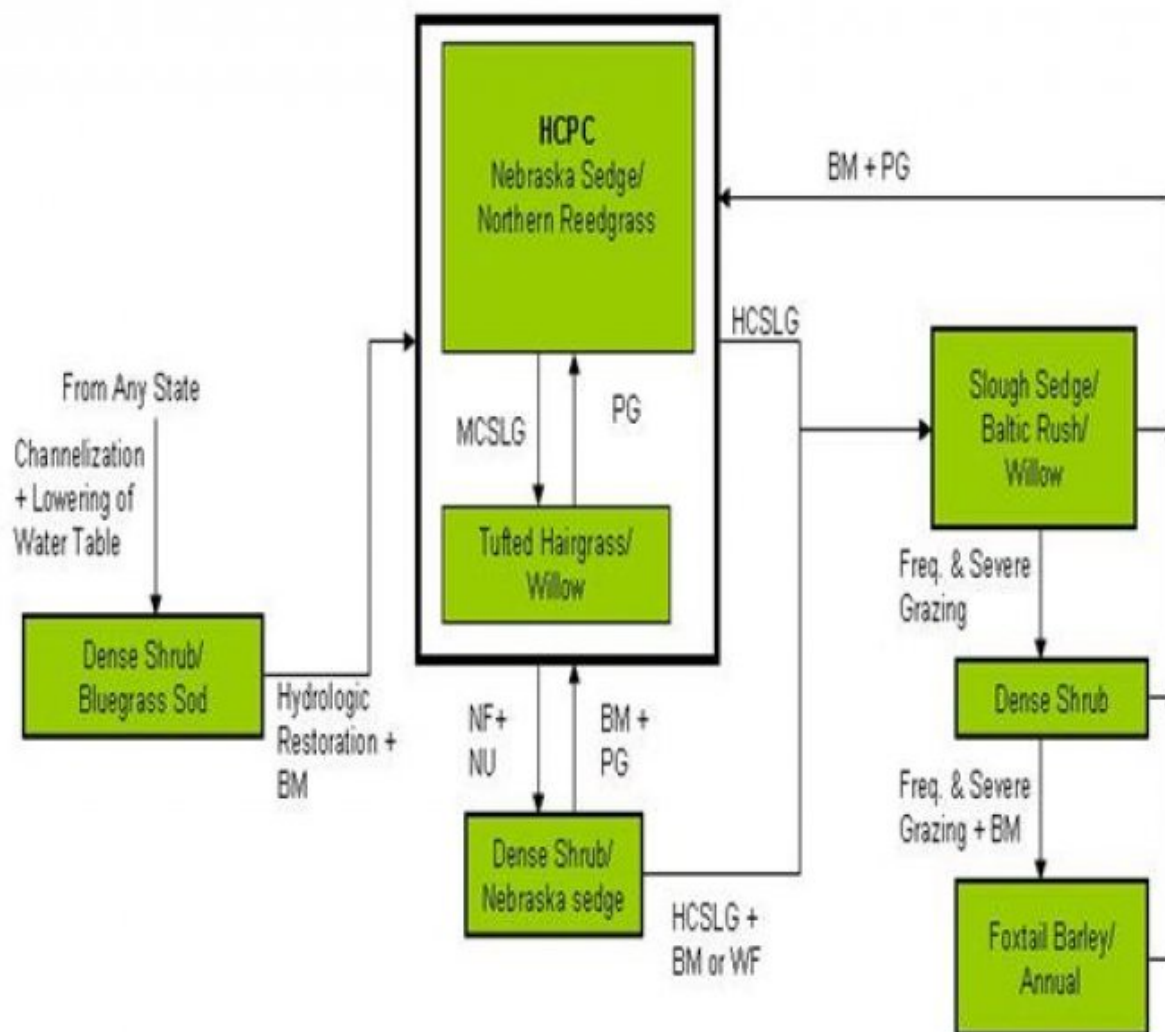 HCPC
Nebraska Sedge/
Northern Reedgrass
BM + PG
HCSLG
Slough Sedge/
Baltic Rush/
Willow
From Any State
Channelization
+ Lowering of
Water Table
MCSLG
PG
Tufted Hairgrass/
Willow
Freq. & Severe
Grazing
Dense Shrub/
Bluegrass Sod
Hydrologic
Restoration +
BM
NF+
NU
BM +
PG
Dense Shrub
Freq. & Severe
Grazing + BM
Dense Shrub/
Nebraska sedge
HCSLG +
BM or WF
Foxtail Barley/
Annual